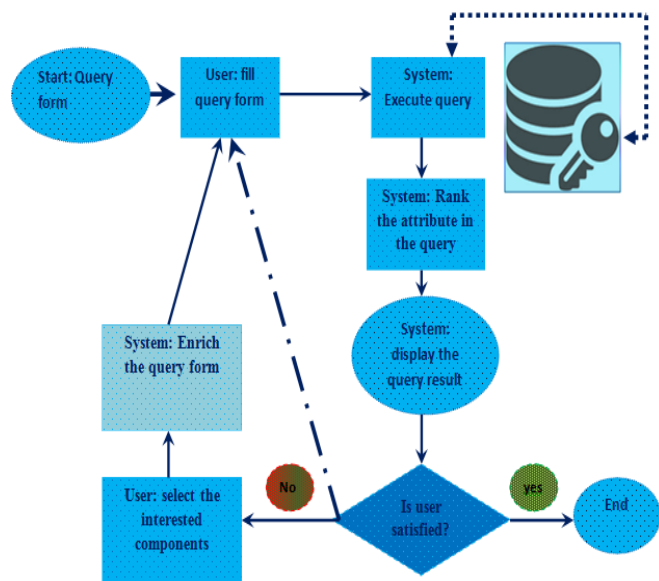 Start: Query
form
User: fill
query form
System:
Execute query
System: Rank
the attribute in
the query
System:
display the
query result
Is user
satisfied?
yes
End
No
User: select the
interested
components
System: Enrich
the query form